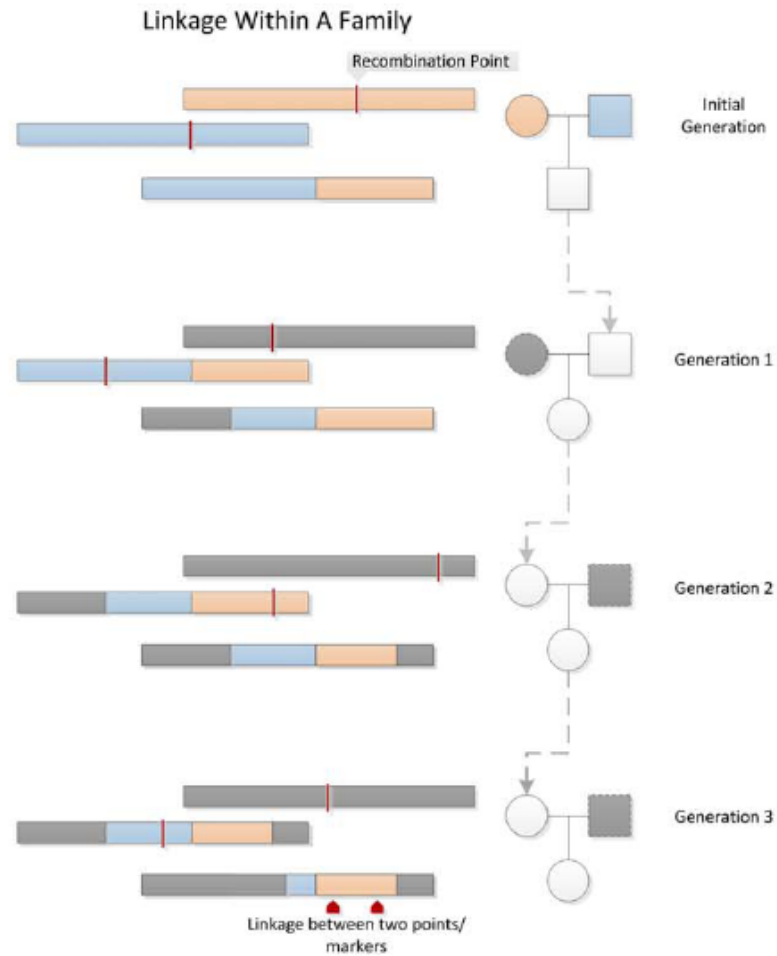 Linkage Within A Family
Recombination Point
Initial
Generation
Generation 1
Generation 2
Generation 3
Linkage between two points/
markers